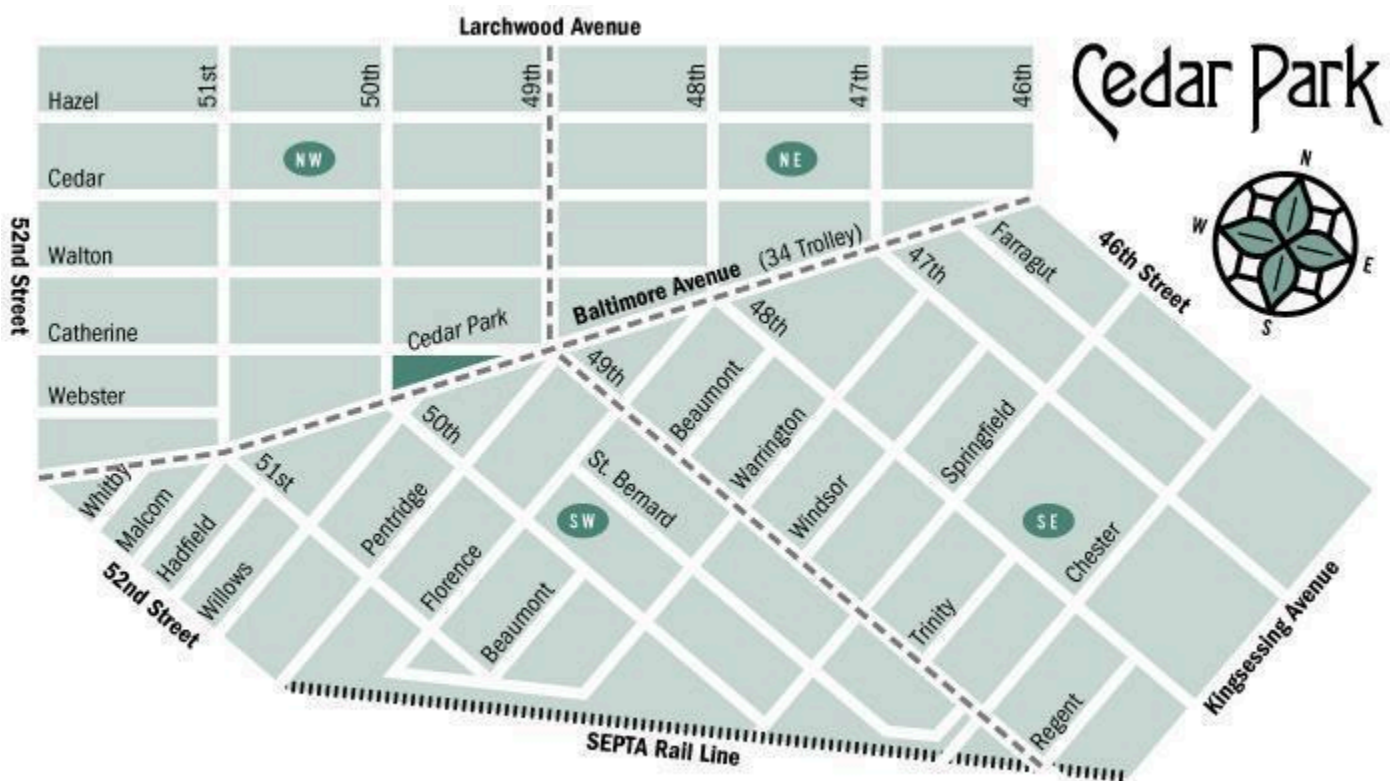 Larchwood Avenue
Cedar Park
51st
50th
49th
48th
47th
46th
Hazel
NW
NE
Cedar
N
W
E
S
52nd Street
Walton
Farragut
46th Street
(34 Trolley)
47th
Baltimore Avenue
Catherine
Cedar Park
48th
Webster
49th
Beaumont
50th
Warrington
Springfield
51st
St. Bernard
Whitby
Malcom
Pentridge
Windsor
SW
SE
Hadfield
Willows
Florence
Chester
52nd Street
Beaumont
Trinity
Kingsessing Avenue
Regent
SEPTA Rail Line